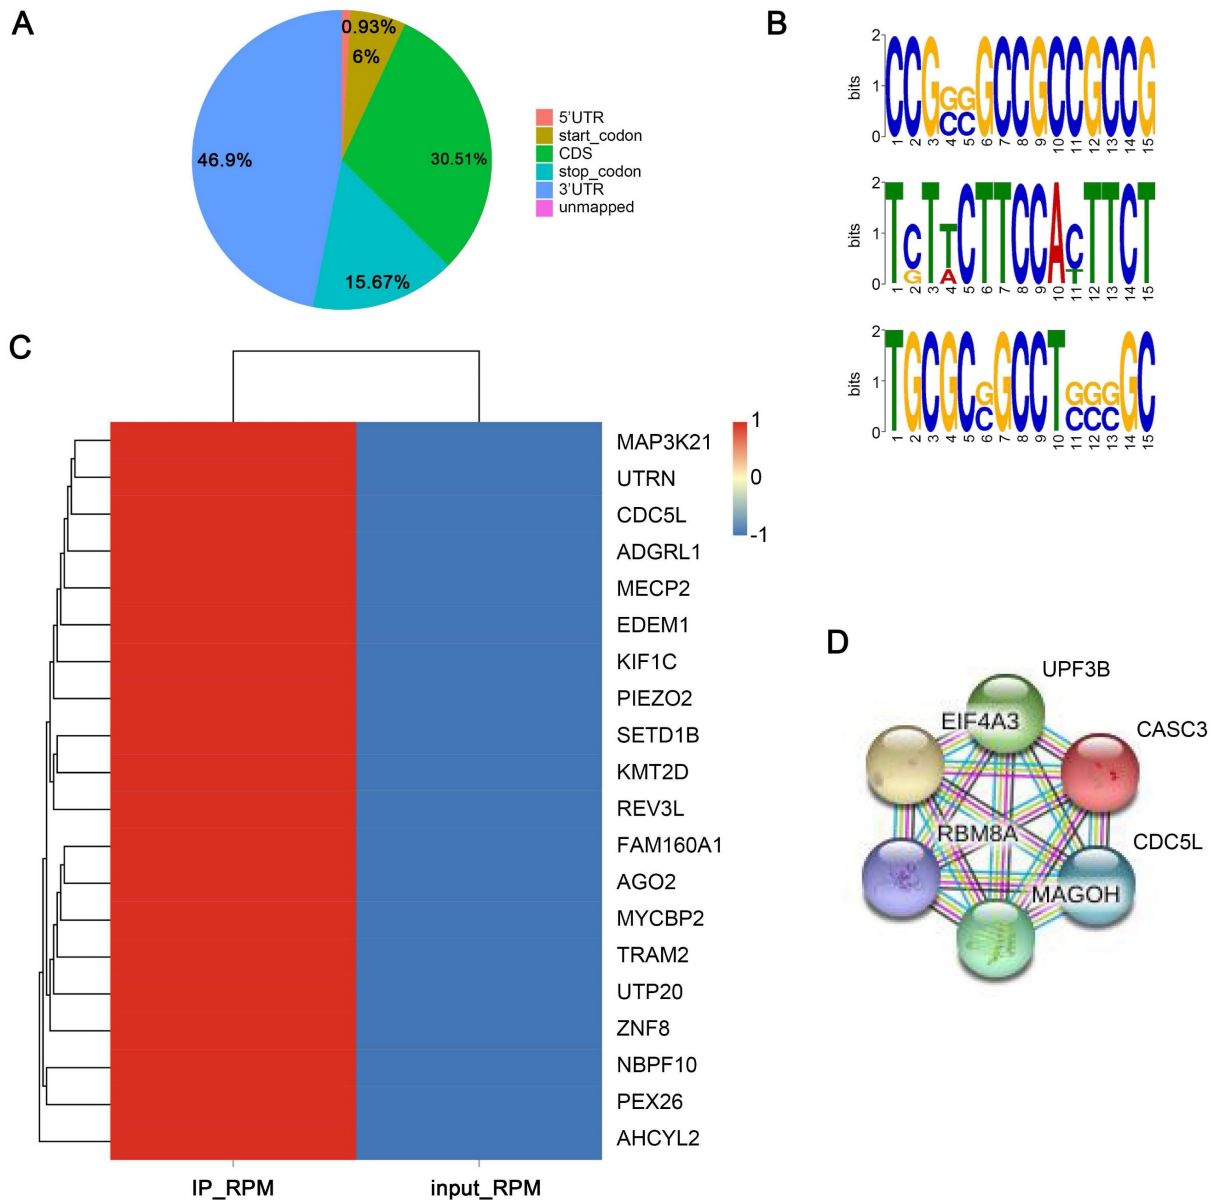 A
0.93%
6%
30.51%
15.67%
46.9%
5'UTR
start_codon
CDS
stop_codon
3'UTR
unmapped
B
2
1
0
bits
CCGGGGCCGCCGCCG
CC
1 2 3 4 5 6 7 8 9 10 11 12 13 14 15
2
1
0
bits
TCTTCTTCCACTTCT
G A T
1 2 3 4 5 6 7 8 9 10 11 12 13 14 15
2
1
0
bits
TGCGCGGCCTGGGGC
C CCC
1 2 3 4 5 6 7 8 9 10 11 12 13 14 15
C
1
0
-1
MAP3K21
UTRN
CDC5L
ADGRL1
MECP2
EDEM1
KIF1C
PIEZO2
SETD1B
KMT2D
REV3L
FAM160A1
AGO2
MYCBP2
TRAM2
UTP20
ZNF8
NBPF10
PEX26
AHCYL2
IP_RPM input_RPM
D
UPF3B
EIF4A3
CASC3
RBM8A
CDC5L
MAGOH